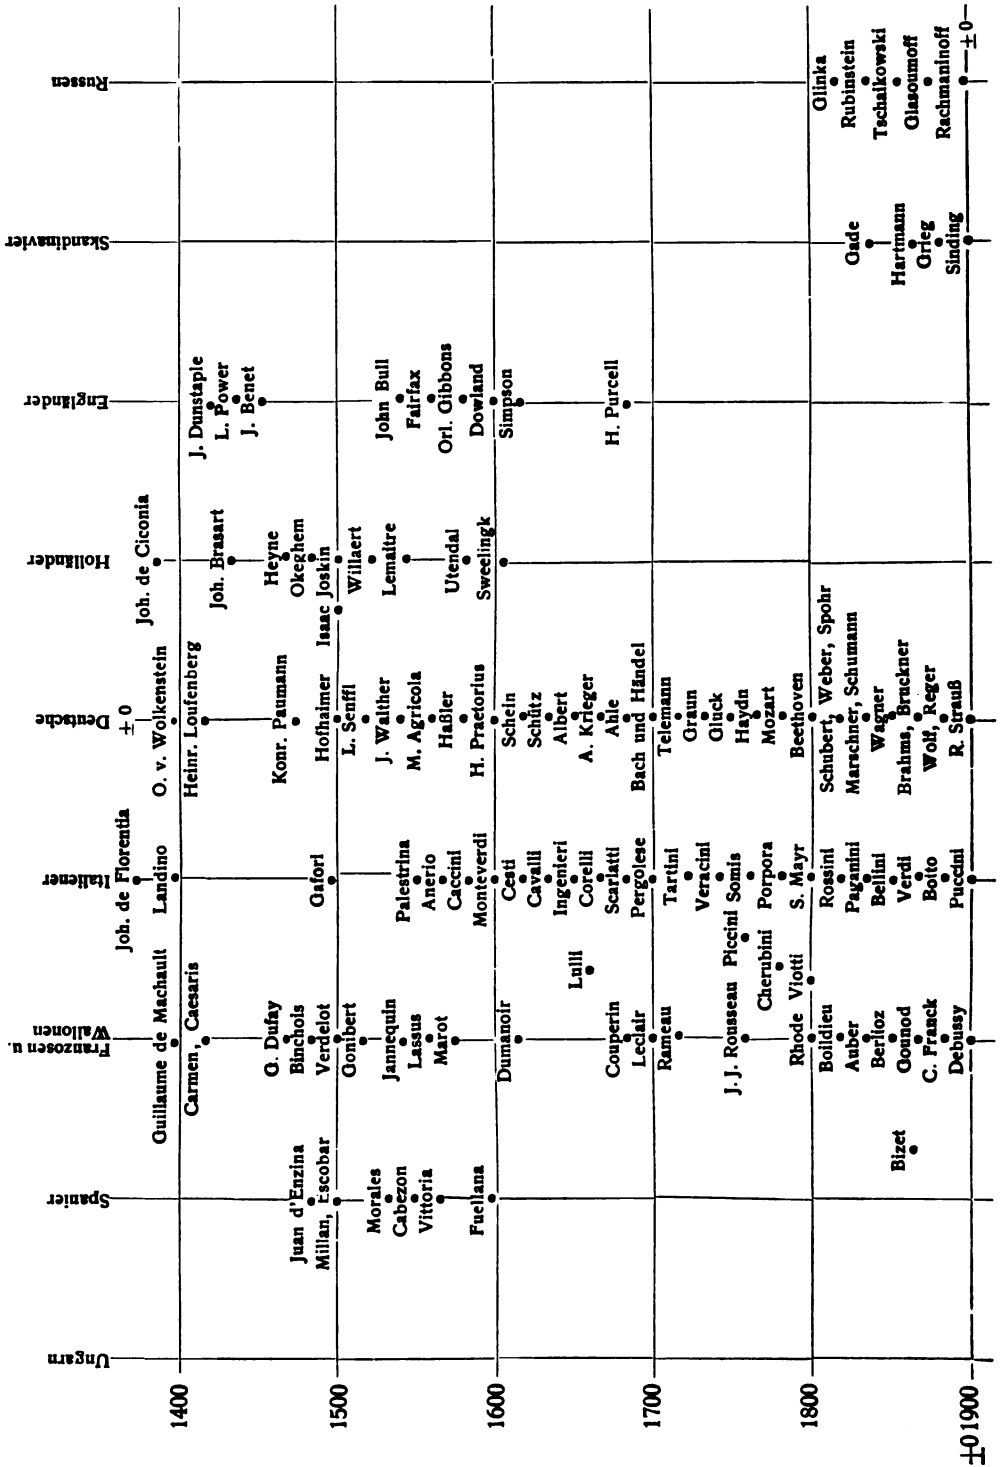 Ungarn
Spanier
Franzosen u.
Wallonen
Italiener
Deutsche
Holländer
Engländer
Skandinavier
Russen
±0
1400
1500
1600
1700
1800
±0 1900
±0
Juan d'Enzina
Millan, Escobar
Morales
Cabezon
Vittoria
Fuellana
Bizet
Guillaume de Machault
Carmen, Caesaris
G. Dufay
Binchois
Verdelot
Gombert
Jannequin
Lassus
Marot
Dumanoir
Lulli
Couperin
Leclair
Rameau
J. J. Rousseau Piccini
Cherubini
Rhode Viotti
Boildieu
Auber
Berlioz
Gounod
C. Franck
Debussy
Joh. de Florentia
Landino
Gafori
Palestrina
Anerio
Caccini
Monteverdi
Cesti
Cavalli
Ingenieri
Corelli
Scarlatti
Pergolese
Tartini
Veracini
Somis
Porpora
S. Mayr
Rossini
Paganini
Bellini
Verdi
Boito
Puccini
O. v. Wolkenstein
Heinr. Loufenberg
Konr. Paumann
Hofhaimer
Isaac
L. Senffl
J. Walther
M. Agricola
Haßler
H. Praetorius
Schein
Schütz
Albert
A. Krieger
Ahle
Bach und Händel
Telemann
Graun
Gluck
Haydn
Mozart
Beethoven
Schubert, Weber, Spohr
Marschner, Schumann
Wagner
Brahms, Bruckner
Wolf, Reger
R. Strauß
Joh. de Ciconia
Joh. Brasart
Heyne
Okeghem
Joskin
Willaert
Lemaitre
Utendal
Sweelingk
J. Dunstaple
L. Power
J. Benet
John Bull
Fairfax
Orl. Gibbons
Dowland
Simpson
H. Purcell
Gade
Hartmann
Grieg
Sinding
Glinka
Rubinstein
Tschaikowski
Glasoumoff
Rachmaninoff